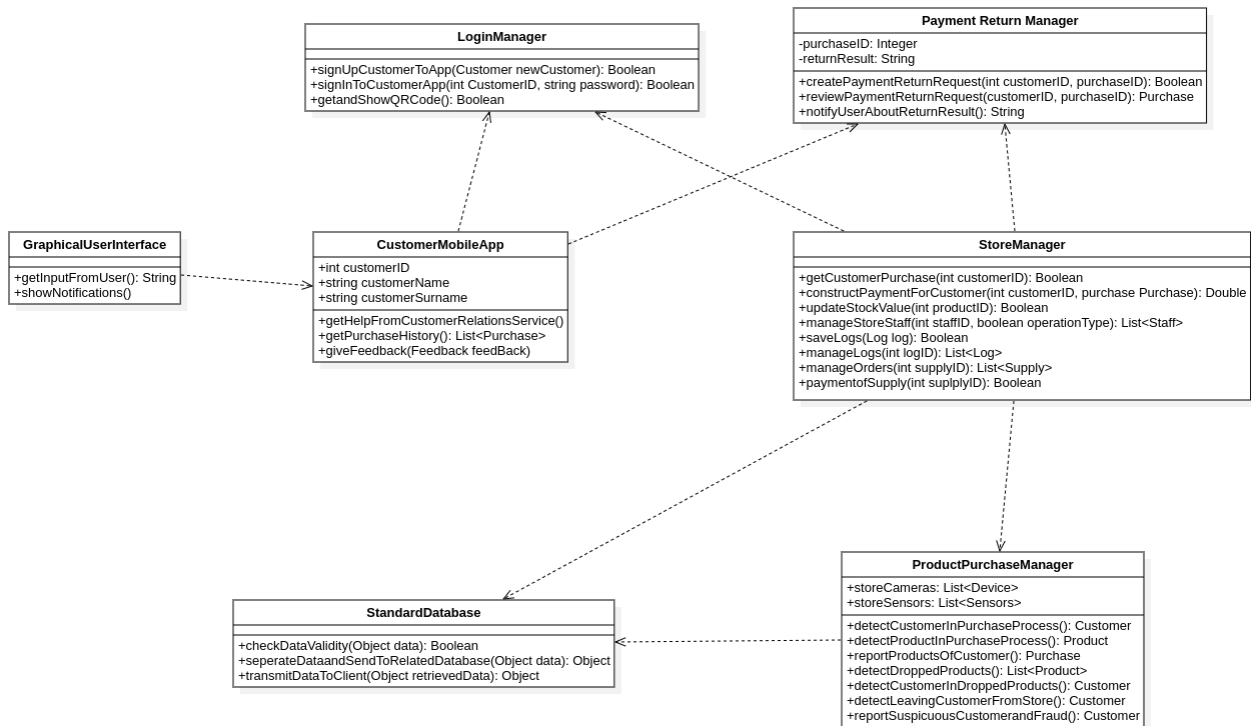 LoginManager
+signUpCustomerToApp(Customer newCustomer): Boolean
+signInToCustomerApp(int CustomerID, string password): Boolean
+getandShowQRCode(): Boolean
Payment Return Manager
-purchaseID: Integer
-returnResult: String
+createPaymentReturnRequest(int customerID, purchaseID): Boolean
+reviewPaymentReturnRequest(customerID, purchaseID): Purchase
+notifyUserAboutReturnResult(): String
GraphicalUserInterface
+getInputFromUser(): String
+showNotifications()
CustomerMobileApp
+int customerID
+string customerName
+string customerSurname
+getHelpFromCustomerRelationsService()
+getPurchaseHistory(): List<Purchase>
+giveFeedback(Feedback feedBack)
StoreManager
+getCustomerPurchase(int customerID): Boolean
+constructPaymentForCustomer(int customerID, purchase Purchase): Double
+updateStockValue(int productID): Boolean
+manageStoreStaff(int staffID, boolean operationType): List<Staff>
+saveLogs(Log log): Boolean
+manageLogs(int logID): List<Log>
+manageOrders(int supplyID): List<Supply>
+paymentofSupply(int suplplyID): Boolean
StandardDatabase
+checkDataValidity(Object data): Boolean
+seperateDataandSendToRelatedDatabase(Object data): Object
+transmitDataToClient(Object retrievedData): Object
ProductPurchaseManager
+storeCameras: List<Device>
+storeSensors: List<Sensors>
+detectCustomerInPurchaseProcess(): Customer
+detectProductInPurchaseProcess(): Product
+reportProductsOfCustomer(): Purchase
+detectDroppedProducts(): List<Product>
+detectCustomerInDroppedProducts(): Customer
+detectLeavingCustomerFromStore(): Customer
+reportSuspicuousCustomerandFraud(): Customer